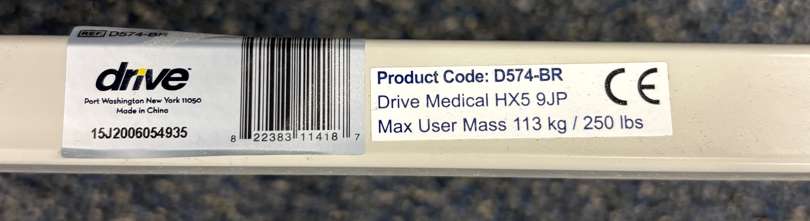 REF D574-BR
drive™
Port Washington New York 11050
Made in China
15J2006054935
8 22383 11418 7
Product Code: D574-BR
Drive Medical HX5 9JP
Max User Mass 113 kg / 250 lbs
CE